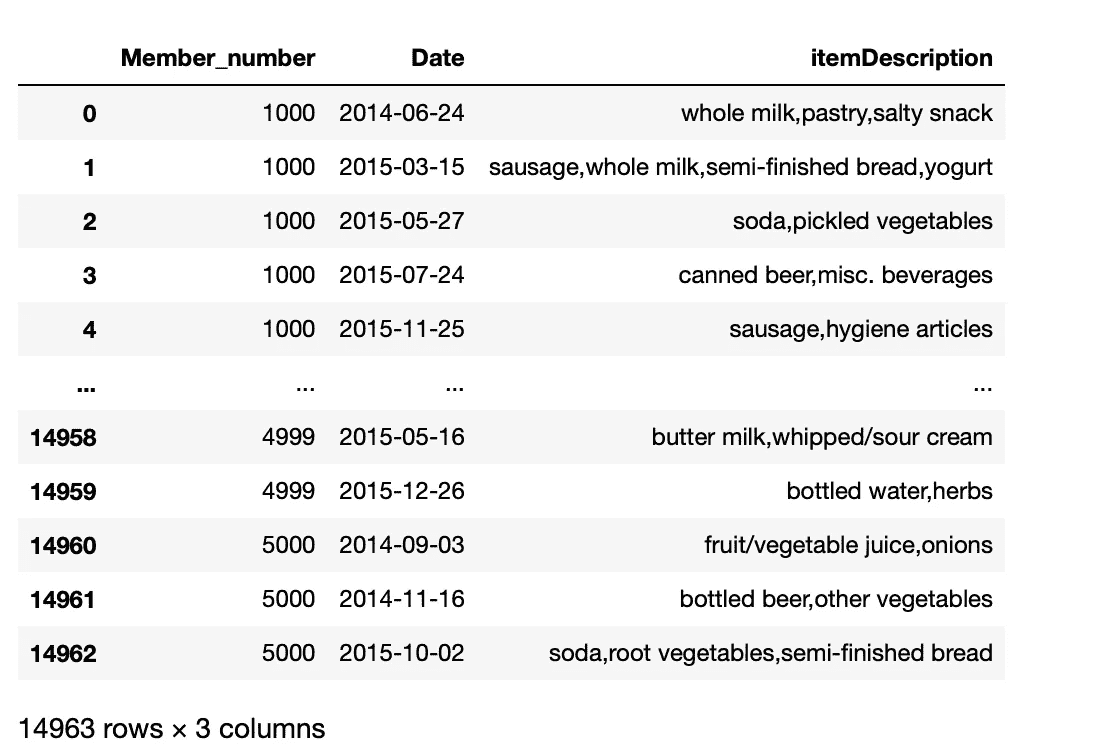 Member_number Date itemDescription
0 1000 2014-06-24 whole milk,pastry,salty snack
1 1000 2015-03-15 sausage,whole milk,semi-finished bread,yogurt
2 1000 2015-05-27 soda,pickled vegetables
3 1000 2015-07-24 canned beer,misc. beverages
4 1000 2015-11-25 sausage,hygiene articles
... ... ... ...
14958 4999 2015-05-16 butter milk,whipped/sour cream
14959 4999 2015-12-26 bottled water,herbs
14960 5000 2014-09-03 fruit/vegetable juice,onions
14961 5000 2014-11-16 bottled beer,other vegetables
14962 5000 2015-10-02 soda,root vegetables,semi-finished bread
14963 rows × 3 columns